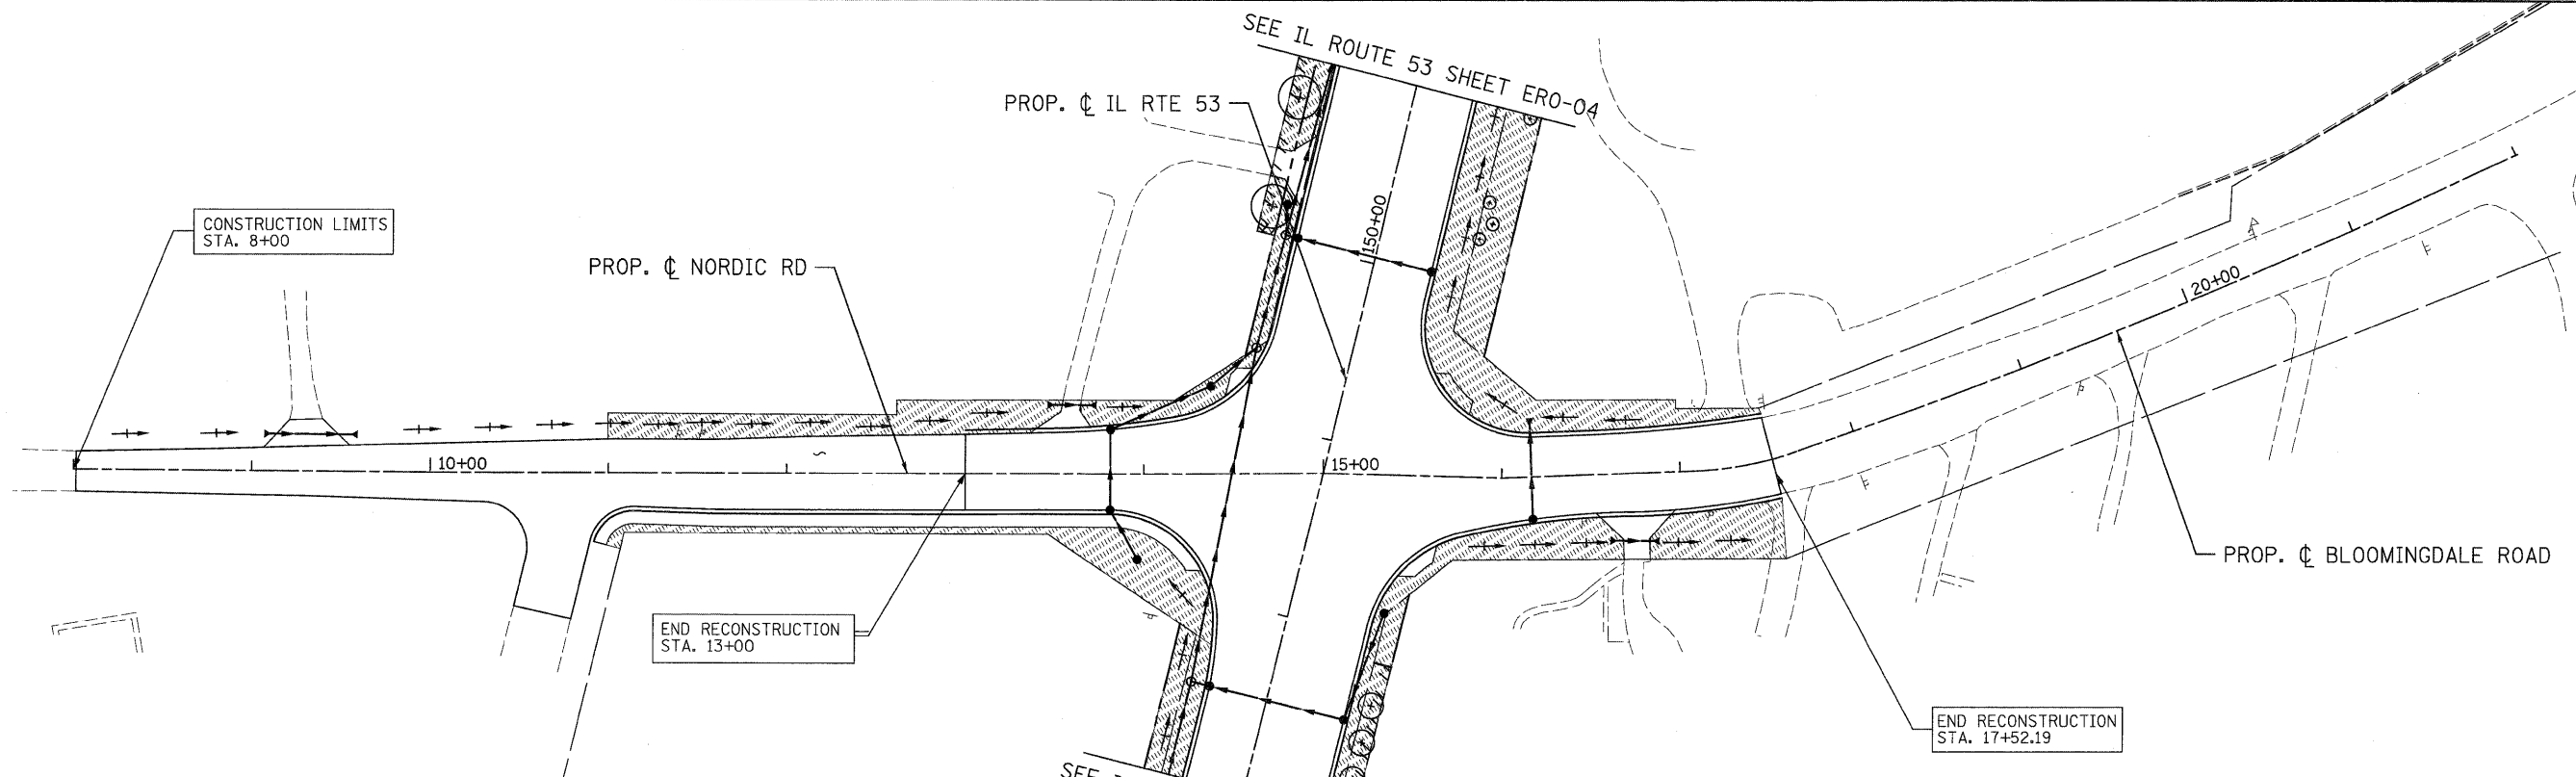 SEE IL ROUTE 53 SHEET ERO-04
PROP. ℄ IL RTE 53
150+00
CONSTRUCTION LIMITS
STA. 8+00
PROP. ℄ NORDIC RD
20+00
10+00
15+00
PROP. ℄ BLOOMINGDALE ROAD
END RECONSTRUCTION
STA. 13+00
END RECONSTRUCTION
STA. 17+52.19
SEE